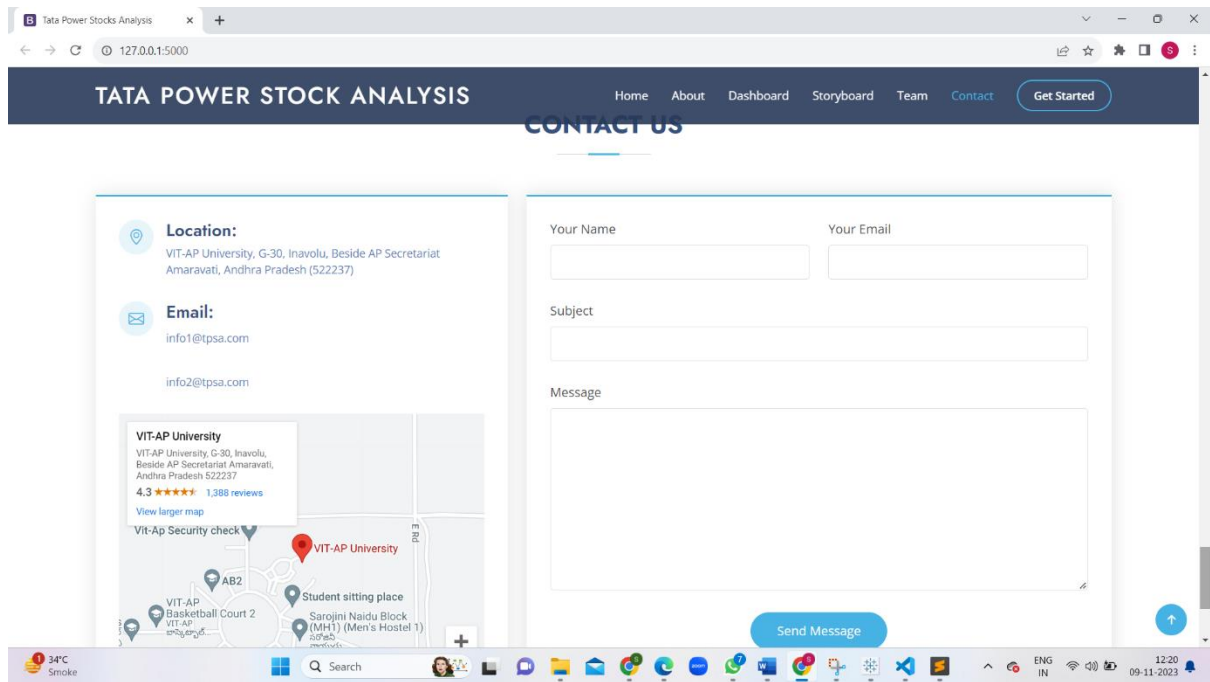 Tata Power Stocks Analysis
127.0.0.1:5000
S
TATA POWER STOCK ANALYSIS
Home About Dashboard Storyboard Team Contact Get Started
CONTACT US
Location:
VIT-AP University, G-30, Inavolu, Beside AP Secretariat
Amaravati, Andhra Pradesh (522237)
Email:
info1@tpsa.com
info2@tpsa.com
VIT-AP University
VIT-AP University, G-30, Inavolu,
Beside AP Secretariat Amaravati,
Andhra Pradesh 522237
4.3 1,388 reviews
View larger map
Vit-Ap Security check
E Rd
VIT-AP University
AB2
Student sitting place
VIT-AP
Basketball Court 2
VIT-AP
Sarojini Naidu Block
(MH1) (Men's Hostel 1)
+
Your Name Your Email
Subject
Message
Send Message
1
34°C
Smoke
Search
ENG
IN
12:20
09-11-2023